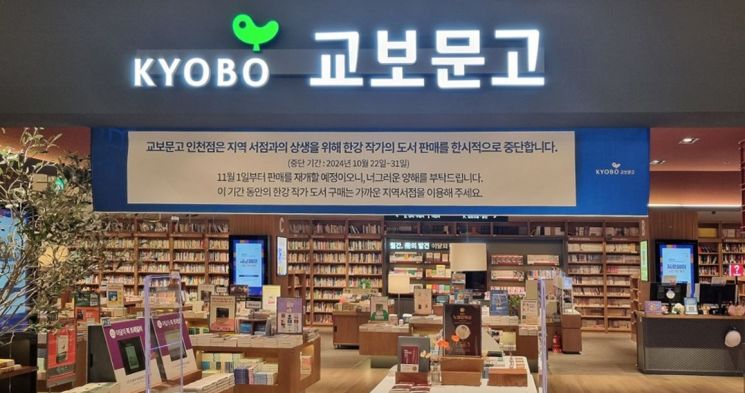 KYOBO 교보문고
교보문고 인천점은 지역 서점과의 상생을 위해 한강 작가의 도서 판매를 한시적으로 중단합니다.
(중단 기간 : 2024년 10월 22일~31일)
11월 1일부터 판매를 재개할 예정이오니, 너그러운 양해를 부탁드립니다.
이 기간 동안의 한강 작가 도서 구매는 가까운 지역서점을 이용해 주세요.
KYOBO 교보문고
C